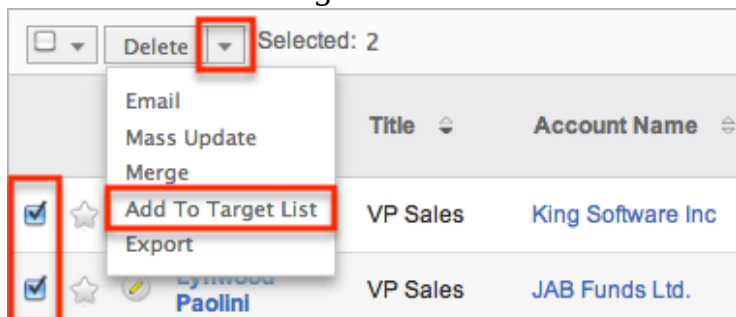 Delete Selected: 2
Email
Mass Update
Merge
Add To Target List
Export
Title Account Name
VP Sales King Software Inc
Lynwood
Paolini VP Sales JAB Funds Ltd.